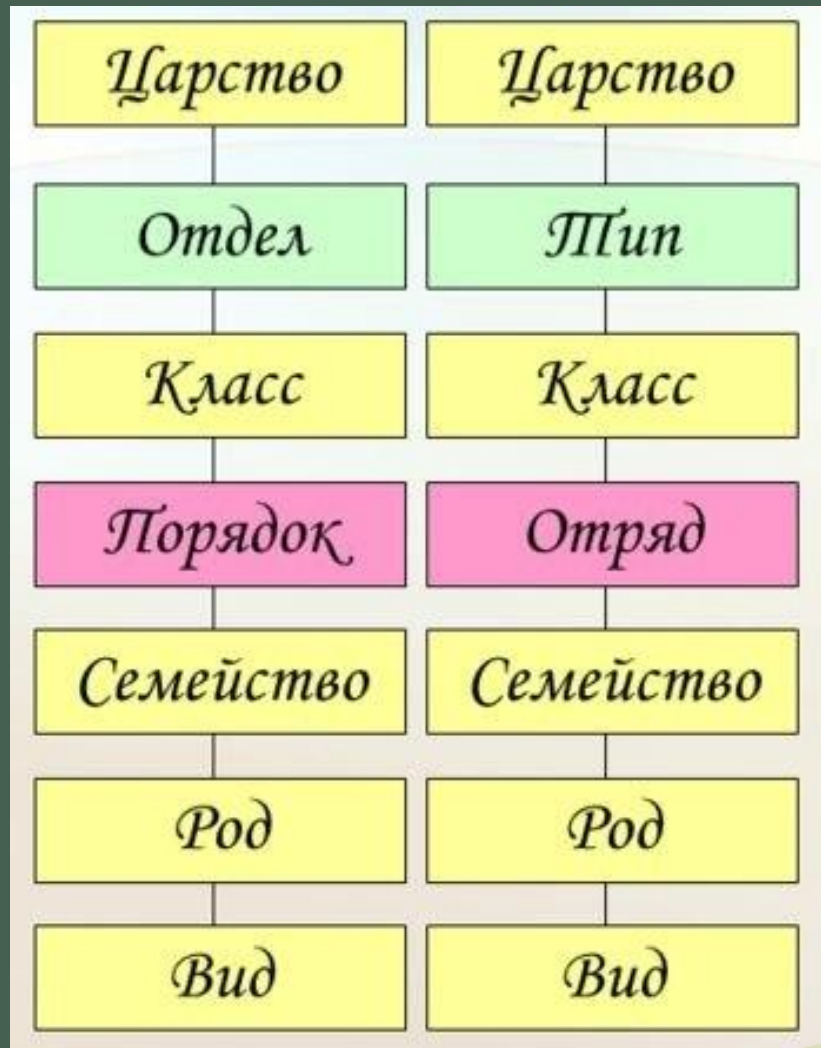 Царство Царство
Отдел Тип
Класс Класс
Порядок Отряд
Семейство Семейство
Род Род
Вид Вид